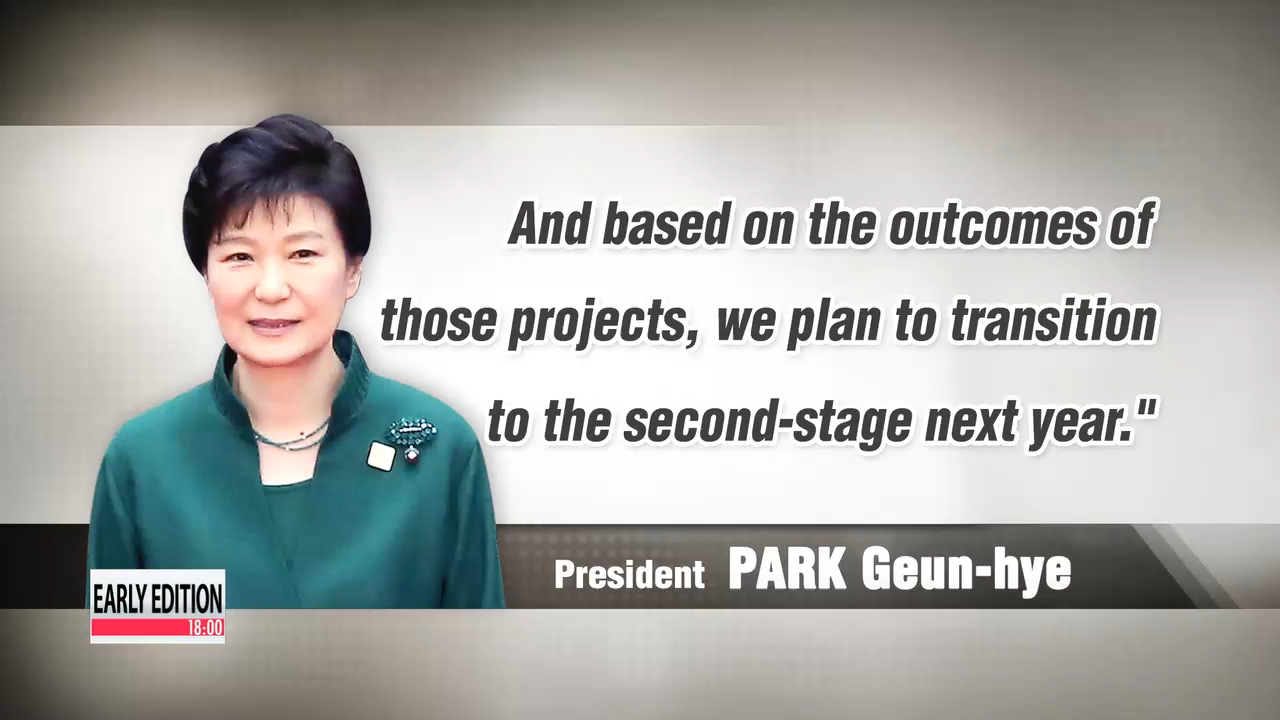 And based on the outcomes of
those projects, we plan to transition
to the second-stage next year."
President PARK Geun-hye
EARLY EDITION
18:00